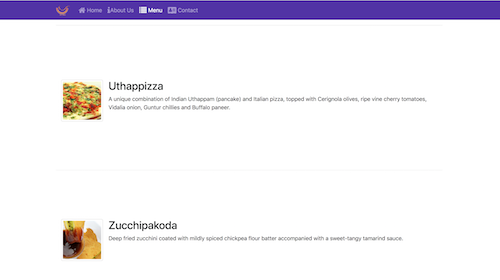 Home About Us Menu Contact
Uthappizza
A unique combination of Indian Uthappam (pancake) and Italian pizza, topped with Cerignola olives, ripe vine cherry tomatoes,
Vidalia onion, Guntur chillies and Buffalo paneer.
Zucchipakoda
Deep fried zucchini coated with mildly spiced chickpea flour batter accompanied with a sweet-tangy tamarind sauce.